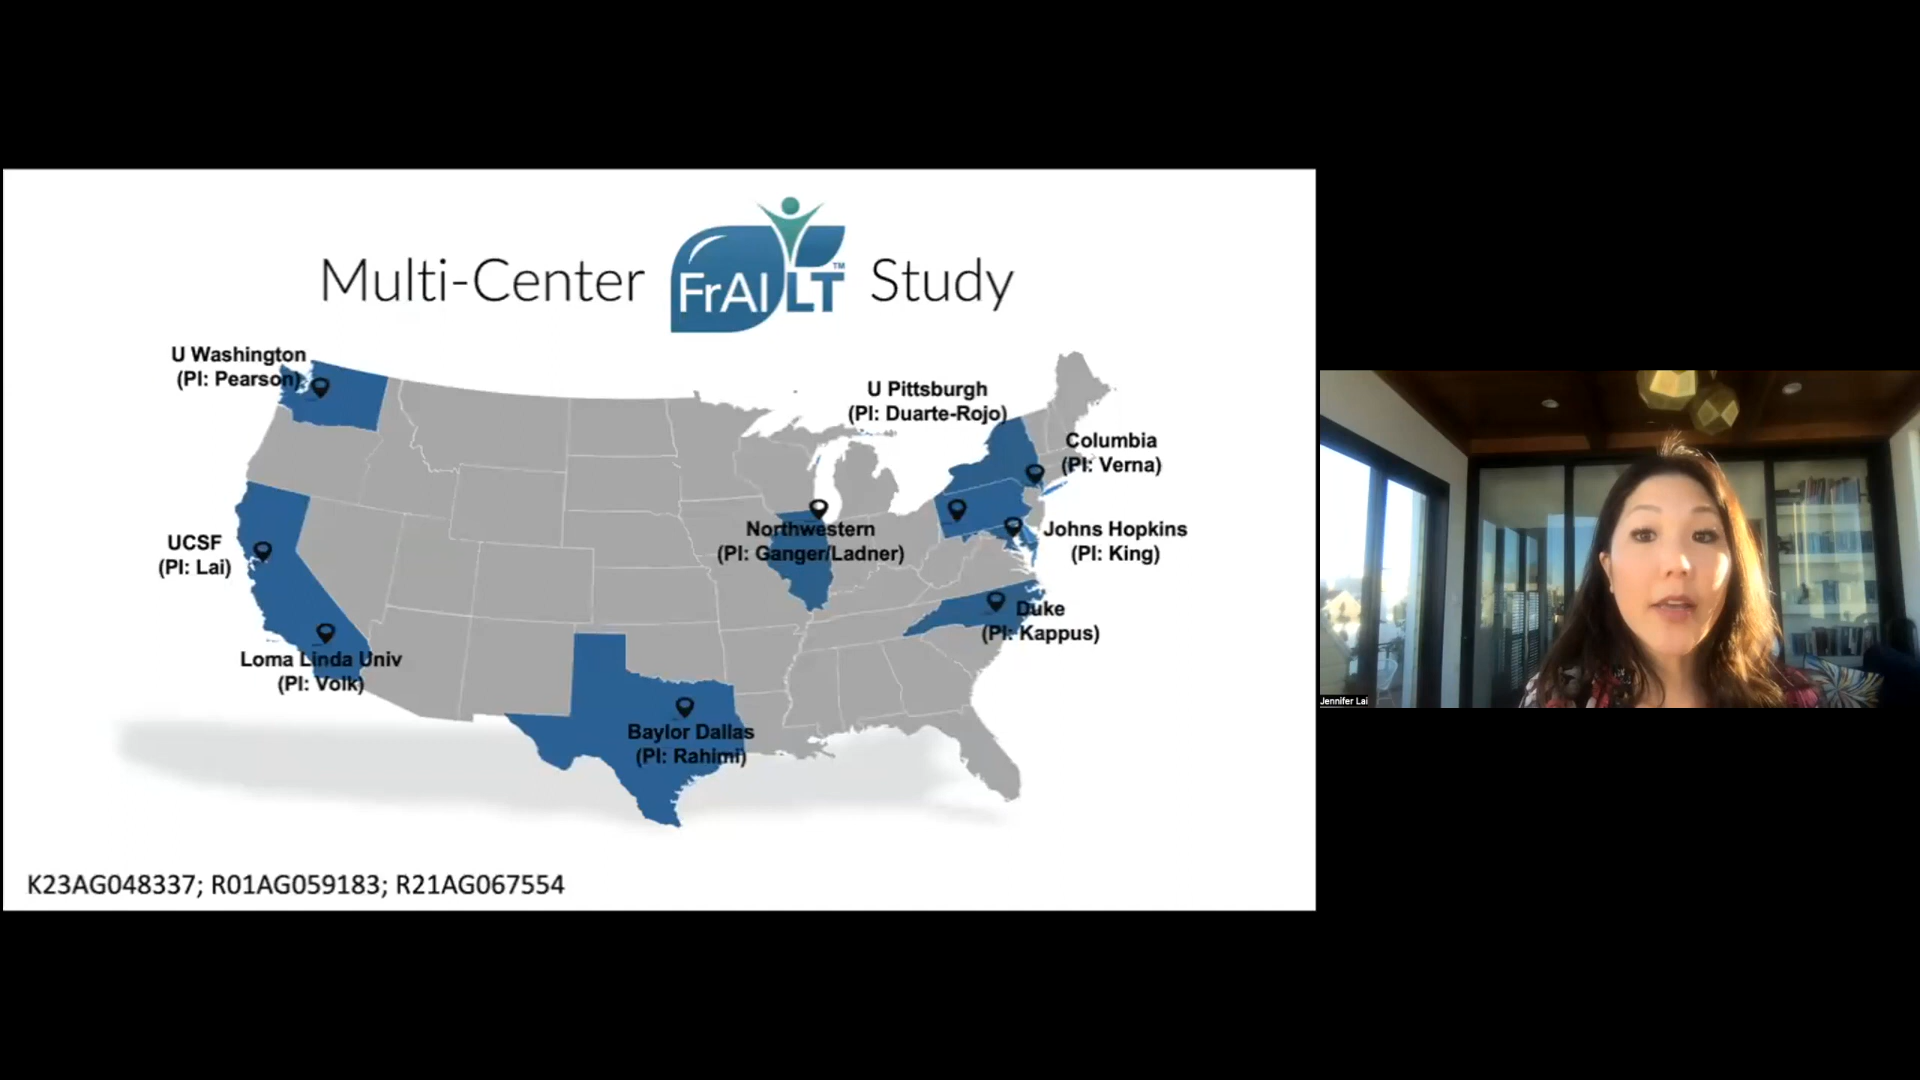 Multi-Center FrAILT™ Study
U Washington
(PI: Pearson)
U Pittsburgh
(PI: Duarte-Rojo)
Columbia
(PI: Verna)
Northwestern
(PI: Ganger/Ladner)
Johns Hopkins
(PI: King)
UCSF
(PI: Lai)
Duke
(PI: Kappus)
Loma Linda Univ
(PI: Volk)
Baylor Dallas
(PI: Rahimi)
K23AG048337; R01AG059183; R21AG067554
Jennifer Lai